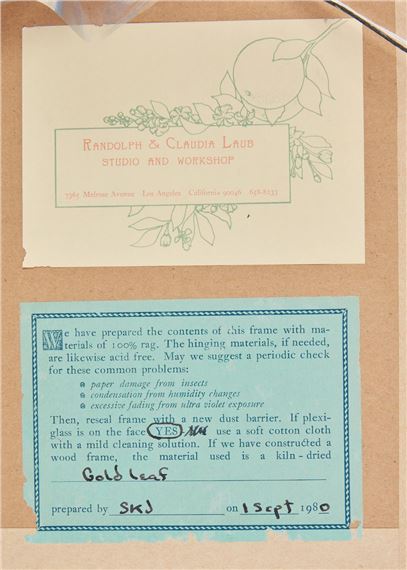 RANDOLPH & CLAUDIA LAUB
STUDIO AND WORKSHOP
7365 Melrose Avenue Los Angeles California 90046 658-8233
We have prepared the contents of this frame with ma-
terials of 100% rag. The hinging materials, if needed,
are likewise acid free. May we suggest a periodic check
for these common problems:
paper damage from insects
condensation from humidity changes
excessive fading from ultra violet exposure
Then, reseal frame with a new dust barrier. If plexi-
glass is on the face YES use a soft cotton cloth
with a mild cleaning solution. If we have constructed a
wood frame, the material used is a kiln-dried
Gold Leaf
prepared by SKJ on 1 Sept 1980